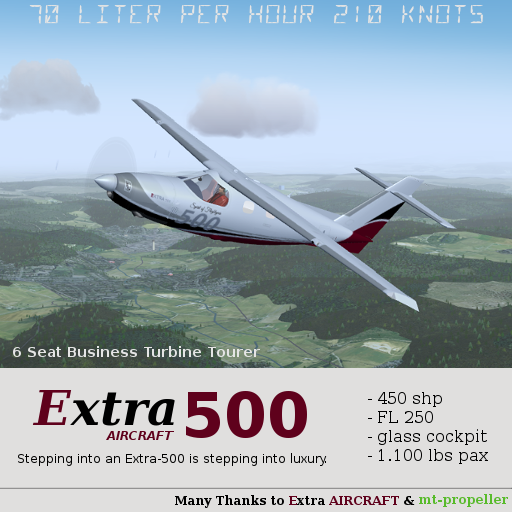 70 LITER PER HOUR 210 KNOTS
500
6 Seat Business Turbine Tourer
Extra 500
AIRCRAFT
Stepping into an Extra-500 is stepping into luxury.
- 450 shp
- FL 250
- glass cockpit
- 1.100 lbs pax
Many Thanks to Extra AIRCRAFT & mt-propeller